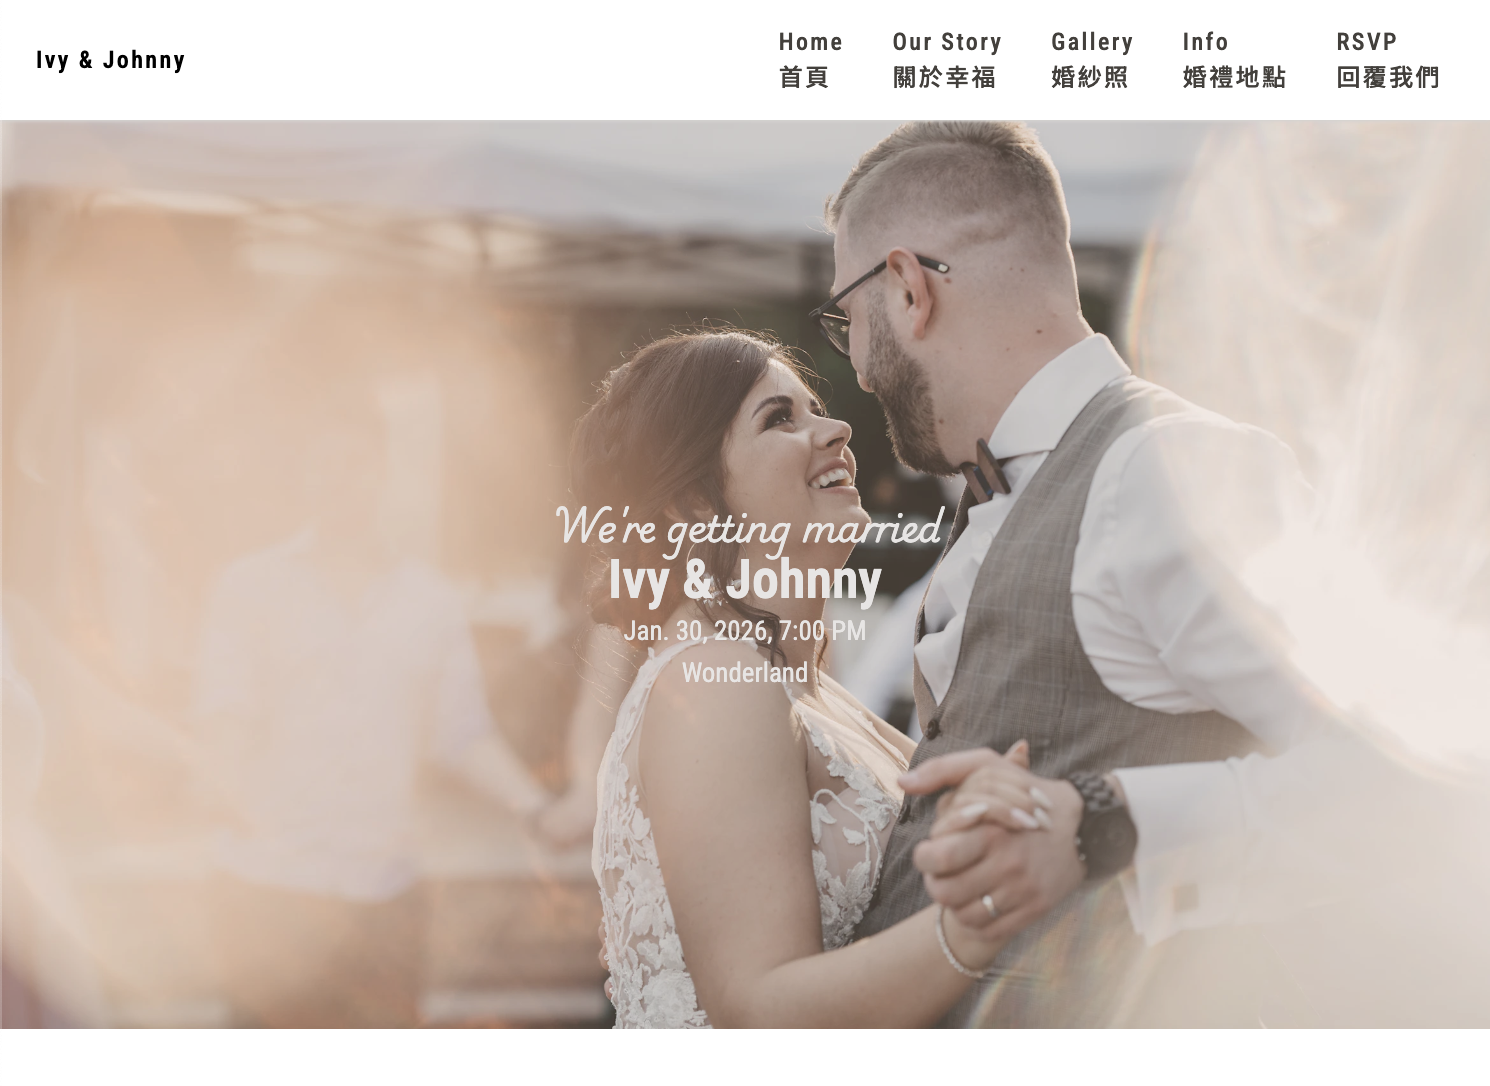 Ivy & Johnny
Home
首頁
Our Story
關於幸福
Gallery
婚紗照
Info
婚禮地點
RSVP
回覆我們
We're getting married
Ivy & Johnny
Jan. 30, 2026, 7:00 PM
Wonderland